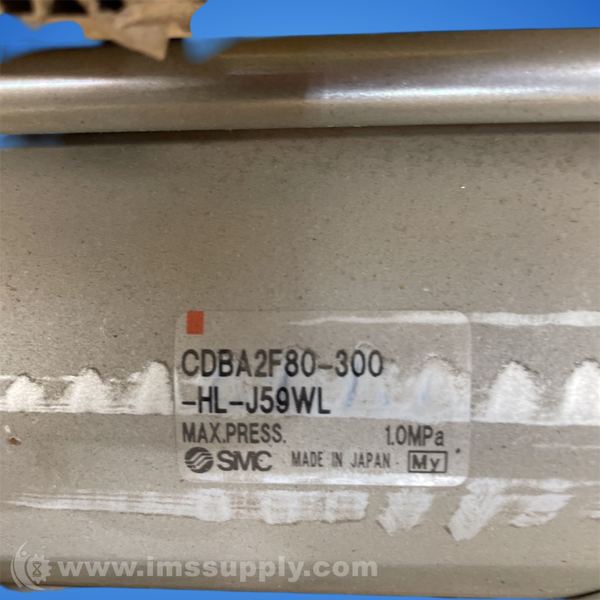 CDBA2F80-300
-HL-J59WL
MAX.PRESS. 1.0MPa
SMC MADE IN JAPAN. My
www.imssupply.com/